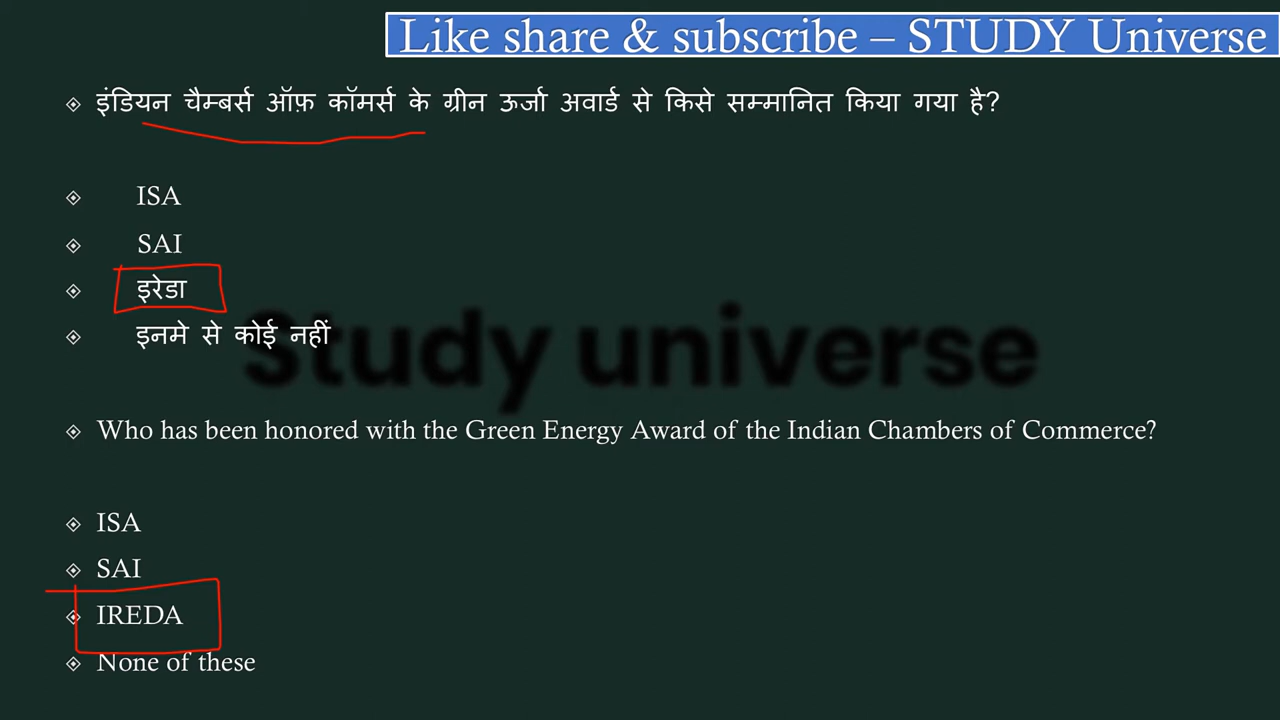 Like share & subscribe – STUDY Universe
इंडियन चैम्बर्स ऑफ़ कॉमर्स के ग्रीन ऊर्जा अवार्ड से किसे सम्मानित किया गया है?
ISA
SAI
इरेडा
इनमे से कोई नहीं
Study universe
Who has been honored with the Green Energy Award of the Indian Chambers of Commerce?
ISA
SAI
IREDA
None of these